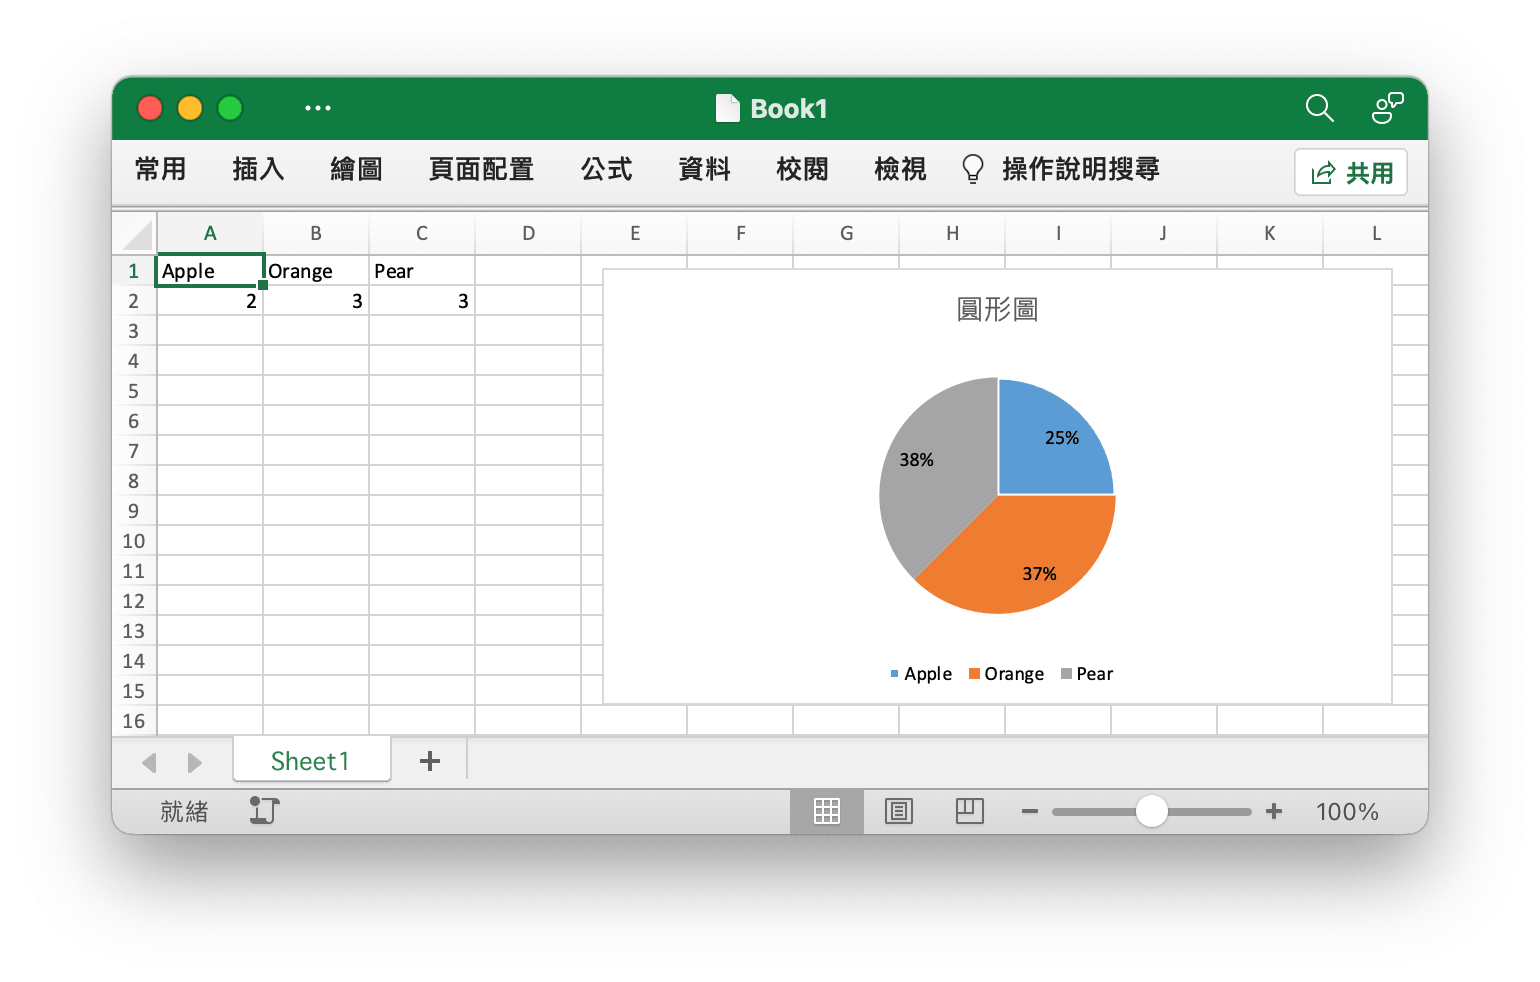 Book1
常用 插入 繪圖 頁面配置 公式 資料 校閱 檢視 操作說明搜尋 共用
A B C D E F G H I J K L
1 Apple Orange Pear
2 2 3 3
3
4
5
6
7
8
9
10
11
12
13
14
15
16
圓形圖
25%
38%
37%
Apple Orange Pear
Sheet1
就緒 100%